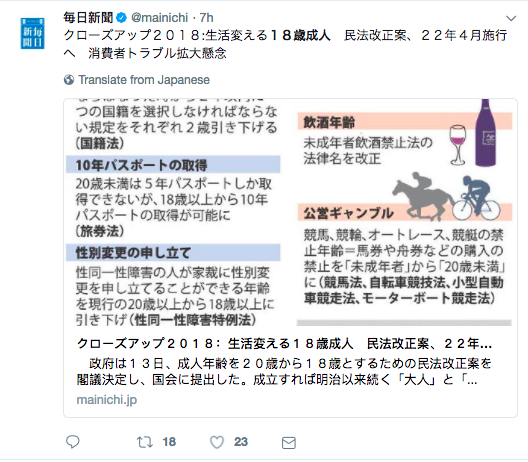 毎日新聞 @mainichi · 7h
クローズアップ２０１８:生活変える１８歳成人　民法改正案、２２年４月施行
へ　消費者トラブル拡大懸念
Translate from Japanese
つの国籍を選択しなければならな
い規定をそれぞれ２歳引き下げる
(国籍法)
10年パスポートの取得
20歳未満は５年パスポートしか取
得できないが、18歳以上から10年
パスポートの取得が可能に
(旅券法)
性別変更の申し立て
性同一性障害の人が家裁に性別変
更を申し立てることができる年齢
を現行の20歳以上から18歳以上に
引き下げ(性同一性障害特例法)
飲酒年齢
未成年者飲酒禁止法の
法律名を改正
公営ギャンブル
競馬、競輪、オートレース、競艇の禁
止年齢＝馬券や舟券などの購入の
禁止を「未成年者」から「20歳未満」
に(競馬法、自転車競技法、小型自動
車競走法、モーターボート競走法)
クローズアップ２０１８：生活変える１８歳成人　民法改正案、２２年...
政府は１３日、成人年齢を２０歳から１８歳とするための民法改正案を
閣議決定し、国会に提出した。成立すれば明治以来続く「大人」と「...
mainichi.jp
18
23